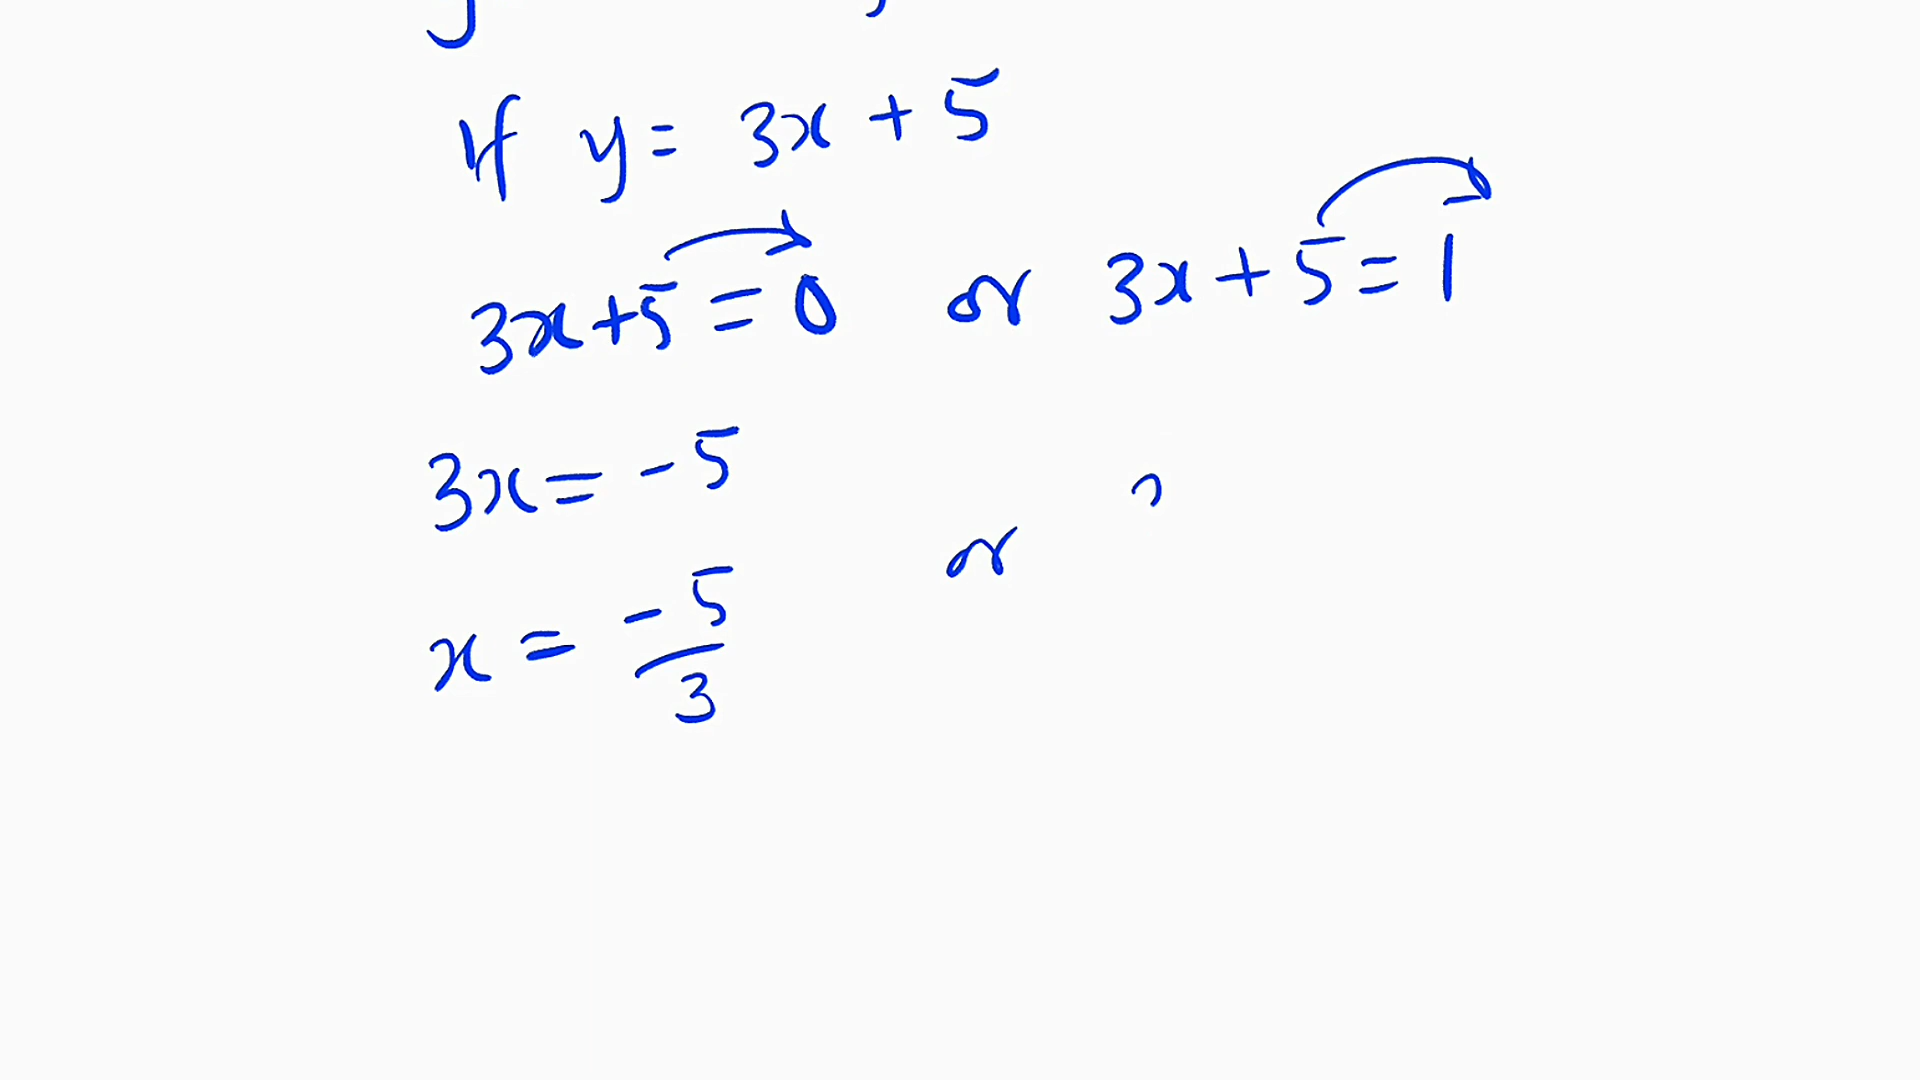 If y = 3x + 5
3x+5 = 0 or 3x + 5 = 1
3x = -5
or
x = -5/3